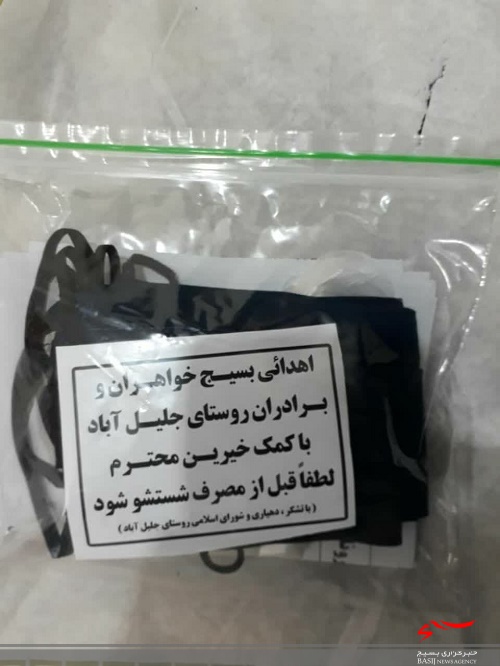 اهدائی بسیج خواهران و
برادران روستای جلیل آباد
با کمک خیرین محترم
لطفاً قبل از مصرف شستشو شود
(با تشکر، دهیاری و شورای اسلامی روستای جلیل آباد)
خبرگزاری بسیج
BASIJ NEWS AGENCY